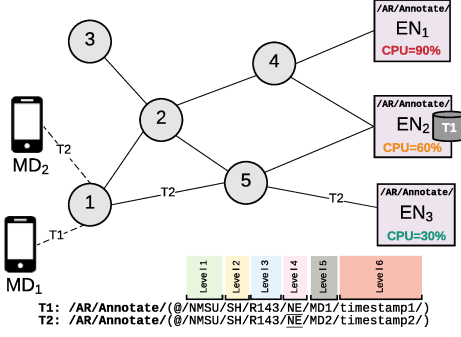 /AR/Annotate/
EN1
CPU=90%
3
4
/AR/Annotate/
EN2
T1
CPU=60%
2
MD2
T2
5
T2
T2
/AR/Annotate/
EN3
CPU=30%
1
T1
MD1
Level 1
Level 2
Level 3
Level 4
Level 5
Level 6
T1: /AR/Annotate/(@/NMSU/SH/R143/NE/MD1/timestamp1/)
T2: /AR/Annotate/(@/NMSU/SH/R143/NE/MD2/timestamp2/)